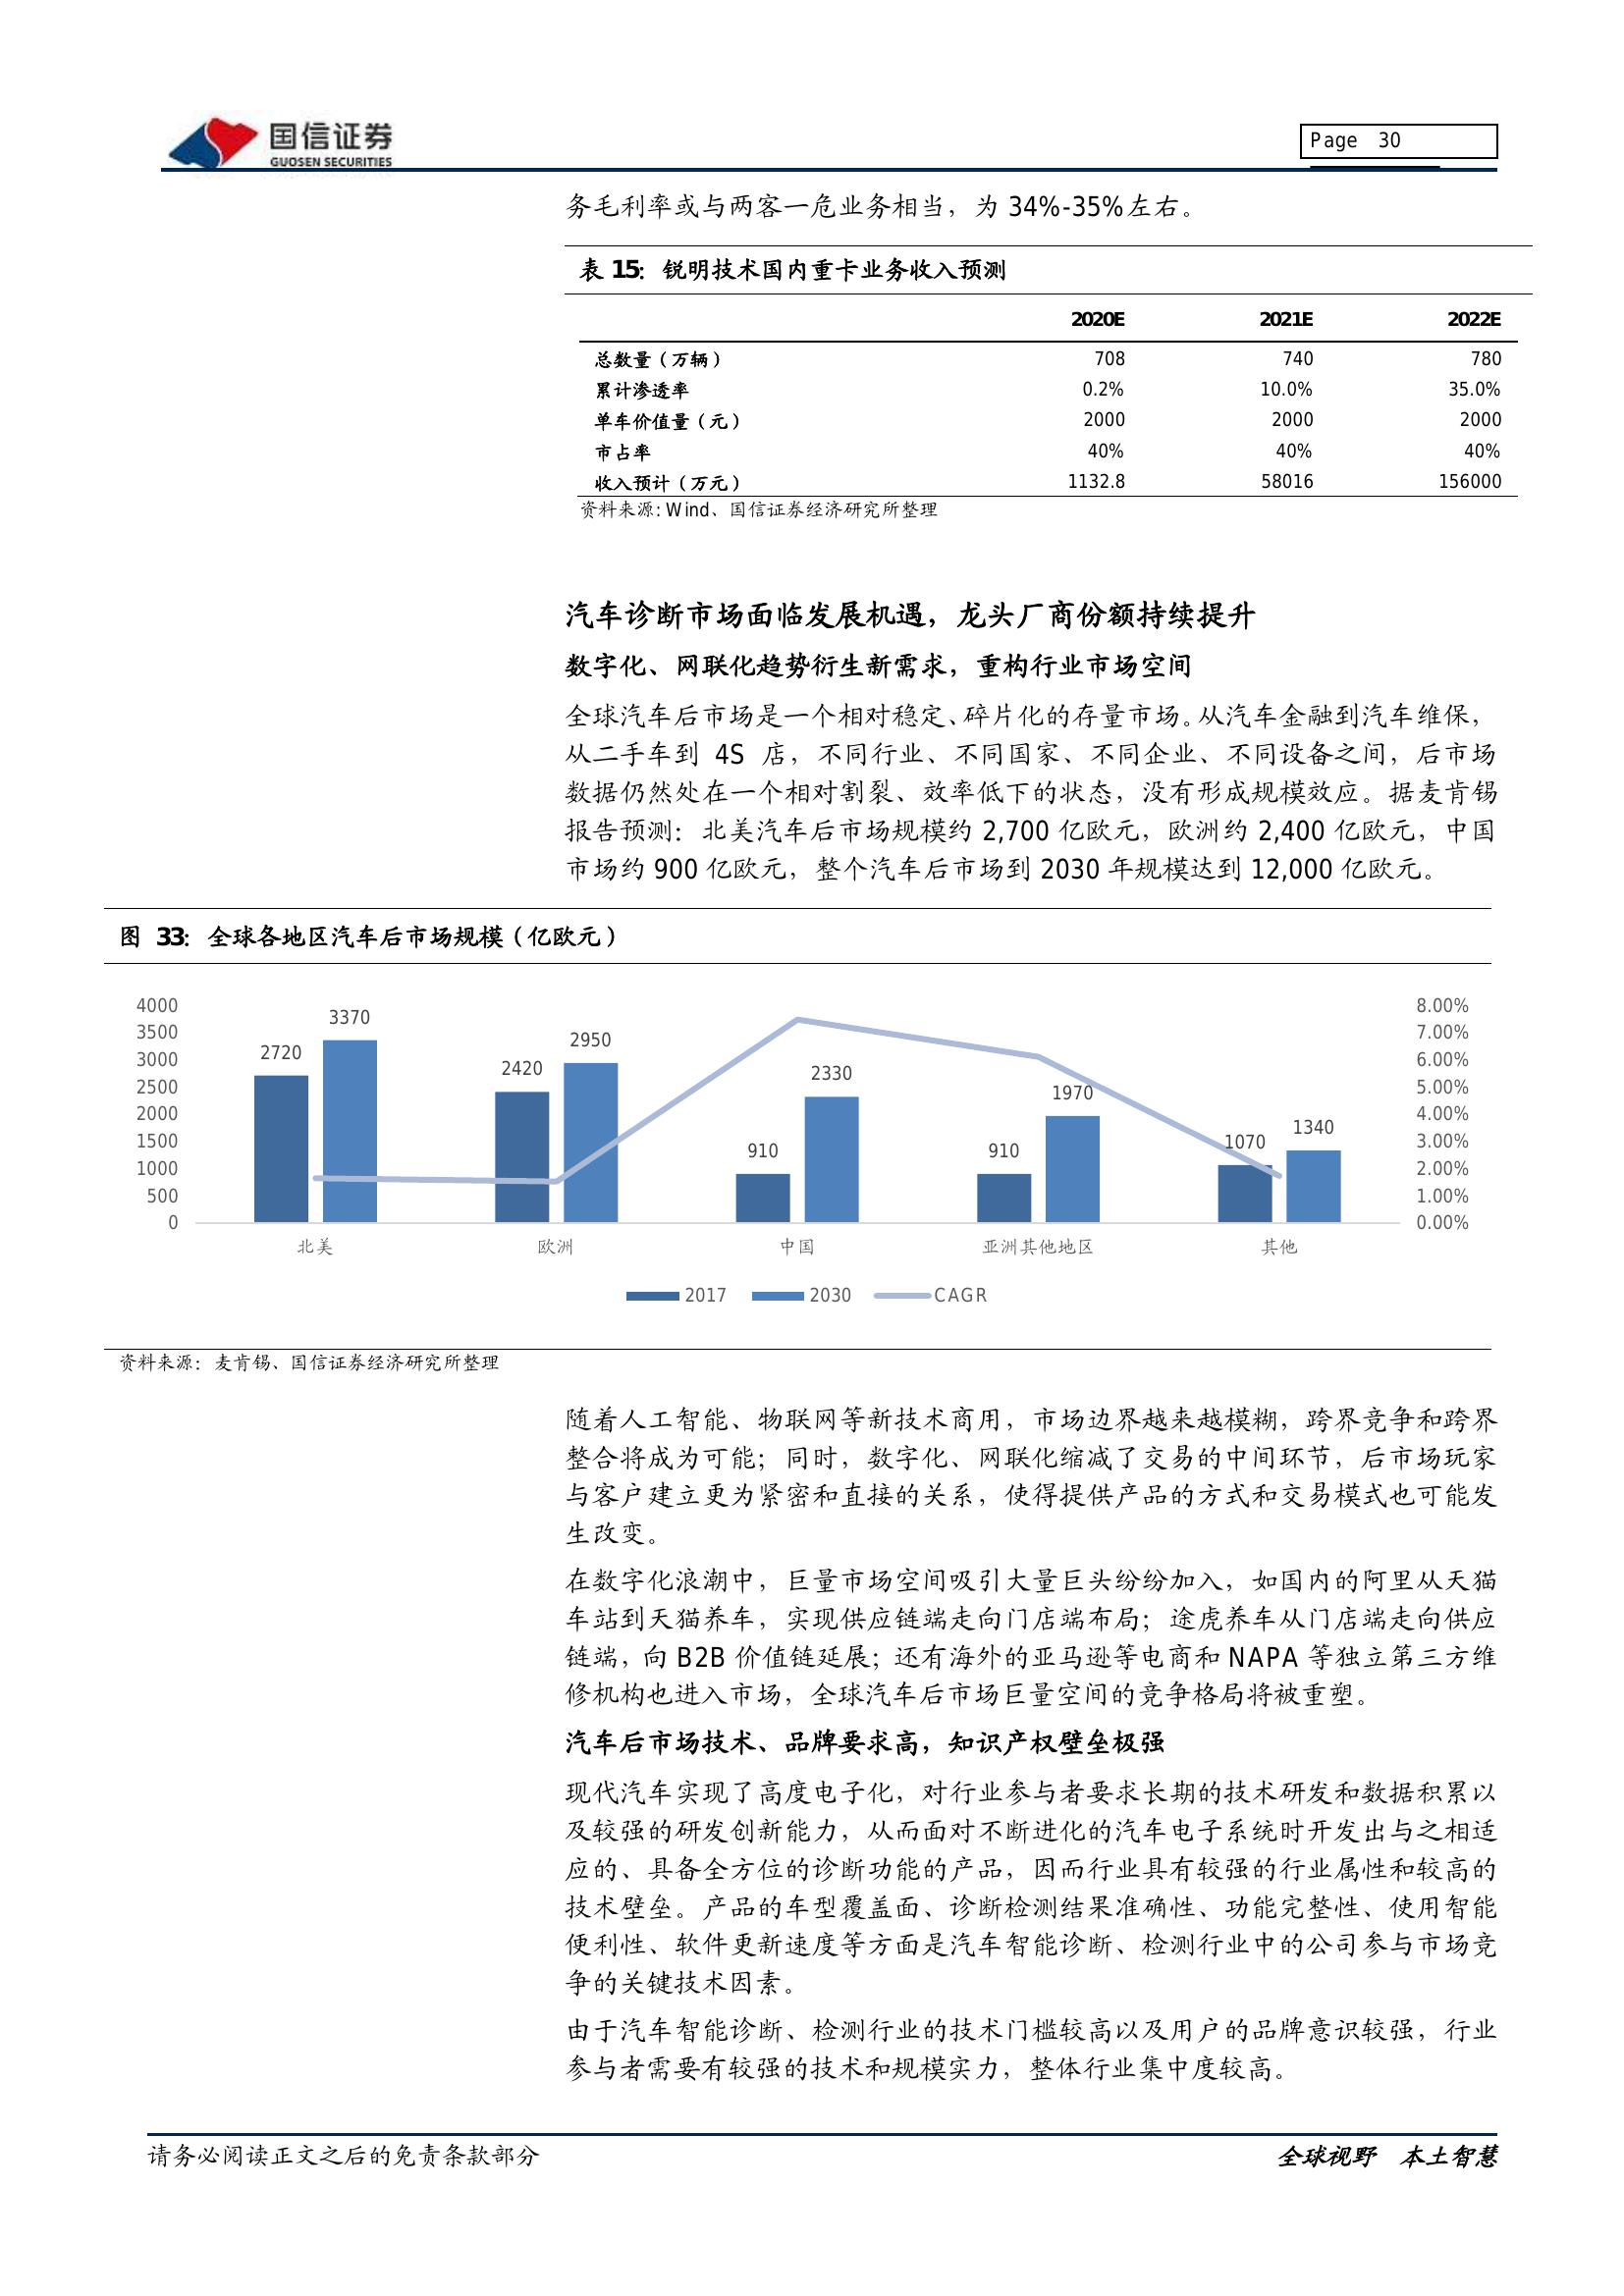 国信证券
GUOSEN SECURITIES
Page 30
务毛利率或与两客一危业务相当，为 34%-35%左右。
表 15：锐明技术国内重卡业务收入预测
2020E 2021E 2022E
总数量（万辆） 708 740 780
累计渗透率 0.2% 10.0% 35.0%
单车价值量（元） 2000 2000 2000
市占率 40% 40% 40%
收入预计（万元） 1132.8 58016 156000
资料来源: Wind、国信证券经济研究所整理
汽车诊断市场面临发展机遇，龙头厂商份额持续提升
数字化、网联化趋势衍生新需求，重构行业市场空间
全球汽车后市场是一个相对稳定、碎片化的存量市场。从汽车金融到汽车维保，
从二手车到 4S 店，不同行业、不同国家、不同企业、不同设备之间，后市场
数据仍然处在一个相对割裂、效率低下的状态，没有形成规模效应。据麦肯锡
报告预测：北美汽车后市场规模约 2,700 亿欧元，欧洲约 2,400 亿欧元，中国
市场约 900 亿欧元，整个汽车后市场到 2030 年规模达到 12,000 亿欧元。
图 33：全球各地区汽车后市场规模（亿欧元）
4000
3500
3000
2500
2000
1500
1000
500
0
2720
3370
2420
2950
910
2330
910
1970
1070
1340
8.00%
7.00%
6.00%
5.00%
4.00%
3.00%
2.00%
1.00%
0.00%
北美 欧洲 中国 亚洲其他地区 其他
2017 2030 CAGR
资料来源：麦肯锡、国信证券经济研究所整理
随着人工智能、物联网等新技术商用，市场边界越来越模糊，跨界竞争和跨界
整合将成为可能；同时，数字化、网联化缩减了交易的中间环节，后市场玩家
与客户建立更为紧密和直接的关系，使得提供产品的方式和交易模式也可能发
生改变。
在数字化浪潮中，巨量市场空间吸引大量巨头纷纷加入，如国内的阿里从天猫
车站到天猫养车，实现供应链端走向门店端布局；途虎养车从门店端走向供应
链端，向 B2B 价值链延展；还有海外的亚马逊等电商和 NAPA 等独立第三方维
修机构也进入市场，全球汽车后市场巨量空间的竞争格局将被重塑。
汽车后市场技术、品牌要求高，知识产权壁垒极强
现代汽车实现了高度电子化，对行业参与者要求长期的技术研发和数据积累以
及较强的研发创新能力，从而面对不断进化的汽车电子系统时开发出与之相适
应的、具备全方位的诊断功能的产品，因而行业具有较强的行业属性和较高的
技术壁垒。产品的车型覆盖面、诊断检测结果准确性、功能完整性、使用智能
便利性、软件更新速度等方面是汽车智能诊断、检测行业中的公司参与市场竞
争的关键技术因素。
由于汽车智能诊断、检测行业的技术门槛较高以及用户的品牌意识较强，行业
参与者需要有较强的技术和规模实力，整体行业集中度较高。
请务必阅读正文之后的免责条款部分
全球视野 本土智慧